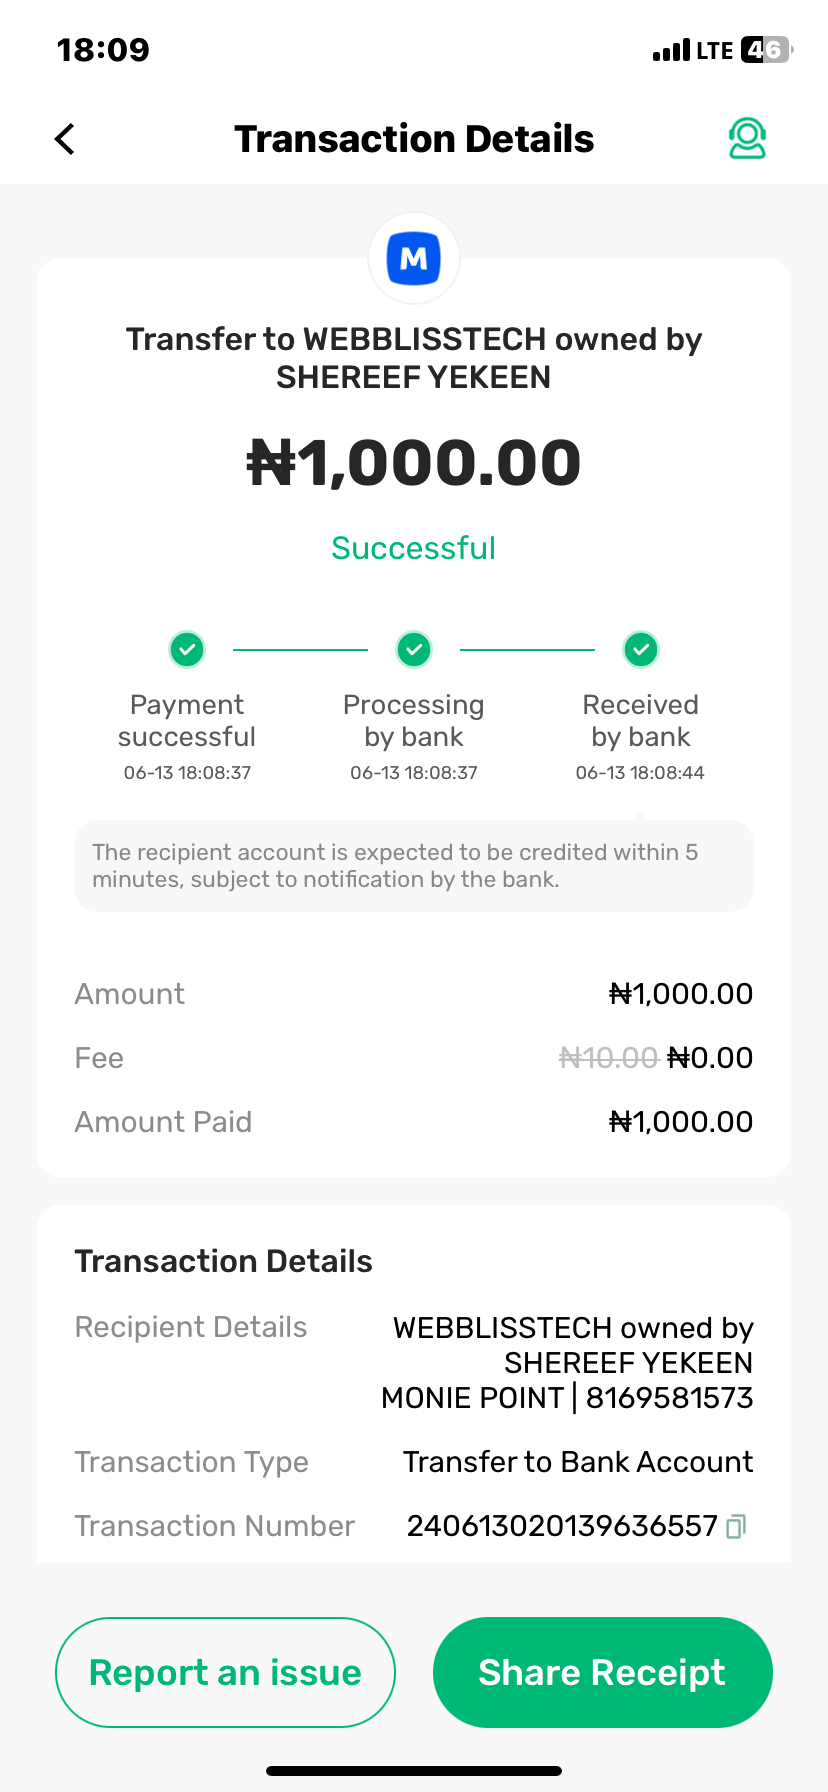 18:09
LTE 46
Transaction Details
M
Transfer to WEBBLISSTECH owned by
SHEREEF YEKEEN
₦1,000.00
Successful
Payment Processing Received
successful by bank by bank
06-13 18:08:37 06-13 18:08:37 06-13 18:08:44
The recipient account is expected to be credited within 5
minutes, subject to notification by the bank.
Amount ₦1,000.00
Fee ₦10.00 ₦0.00
Amount Paid ₦1,000.00
Transaction Details
Recipient Details WEBBLISSTECH owned by
SHEREEF YEKEEN
MONIE POINT | 8169581573
Transaction Type Transfer to Bank Account
Transaction Number 240613020139636557
Report an issue Share Receipt